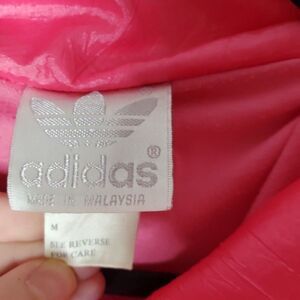 adidas®
MADE IN MALAYSIA
M
SEE REVERSE
FOR CARE